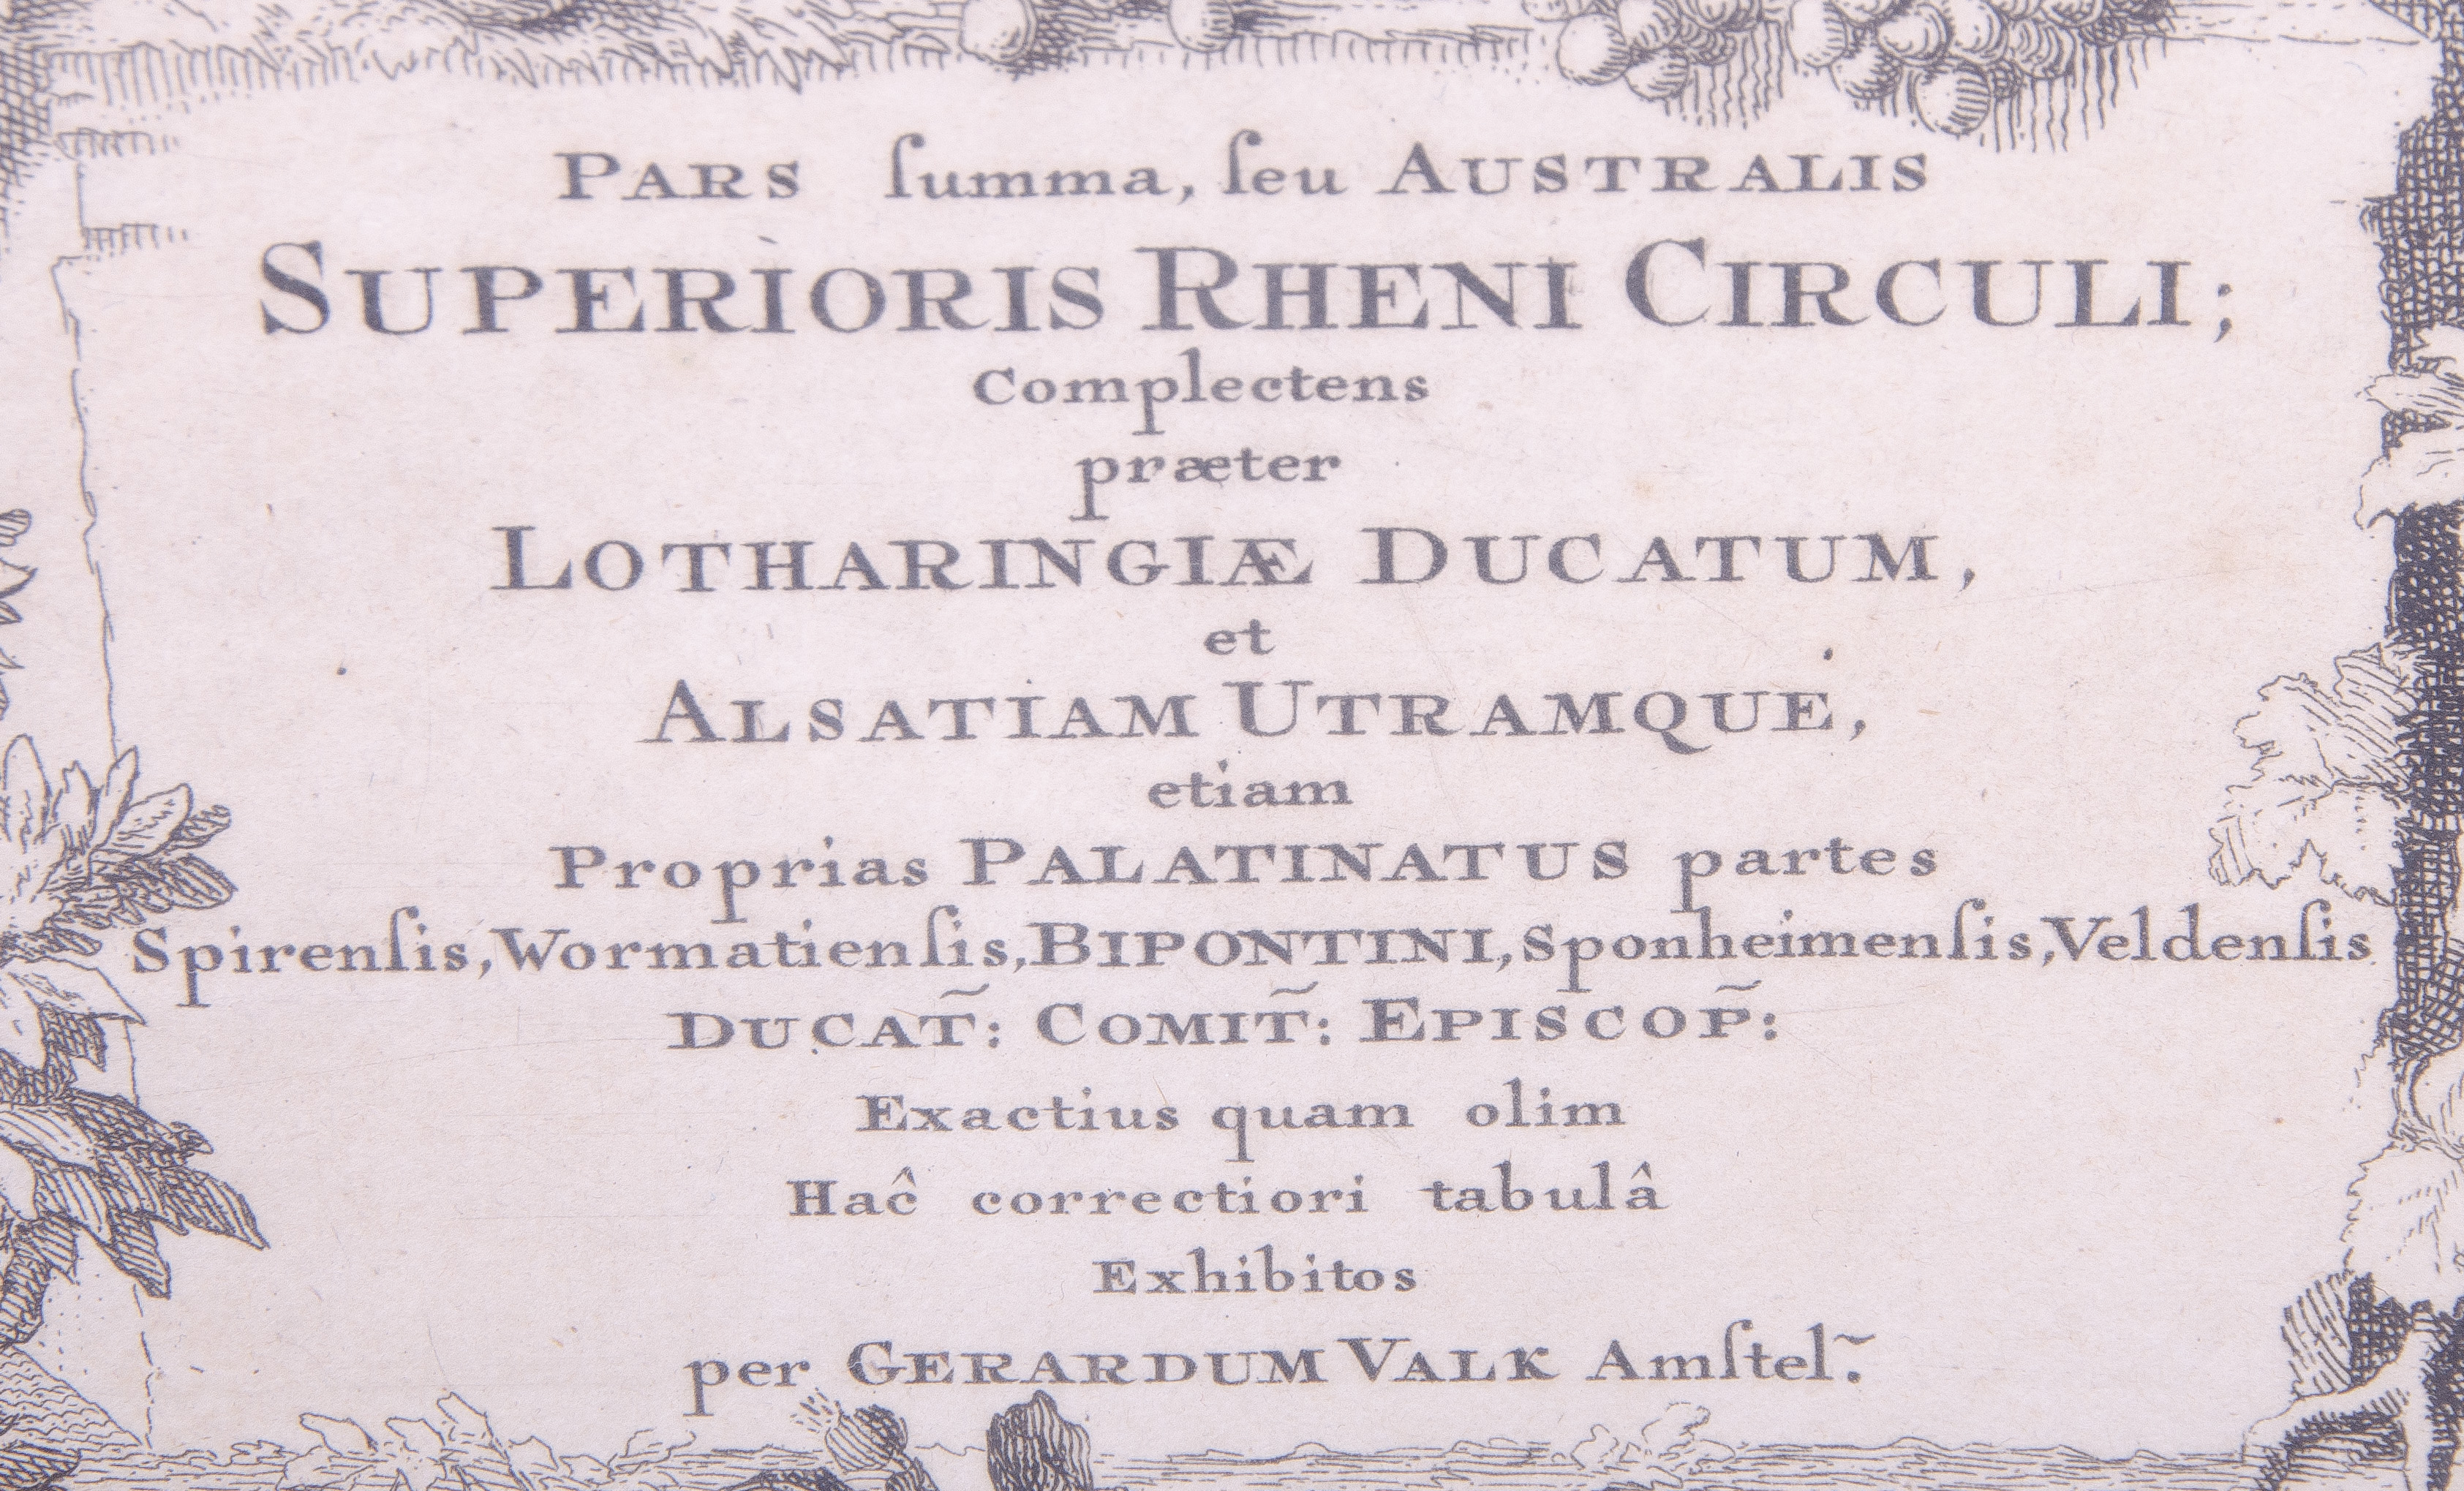 PARS ſumma, ſeu AUSTRALIS
SUPERIORIS RHENI CIRCULI;
Complectens
præter
LOTHARINGIÆ DUCATUM,
et
ALSATIAM UTRAMQUE,
etiam
Proprias PALATINATUS partes
Spirenſis, Wormatienſis, BIPONTINI, Sponheimenſis, Veldenſis
DUCAT̃: COMIT̃: EPISCOP̃:
Exactius quam olim
Haĉ correctiori tabulâ
Exhibitos
per GERARDUM VALK Amſtel.̃